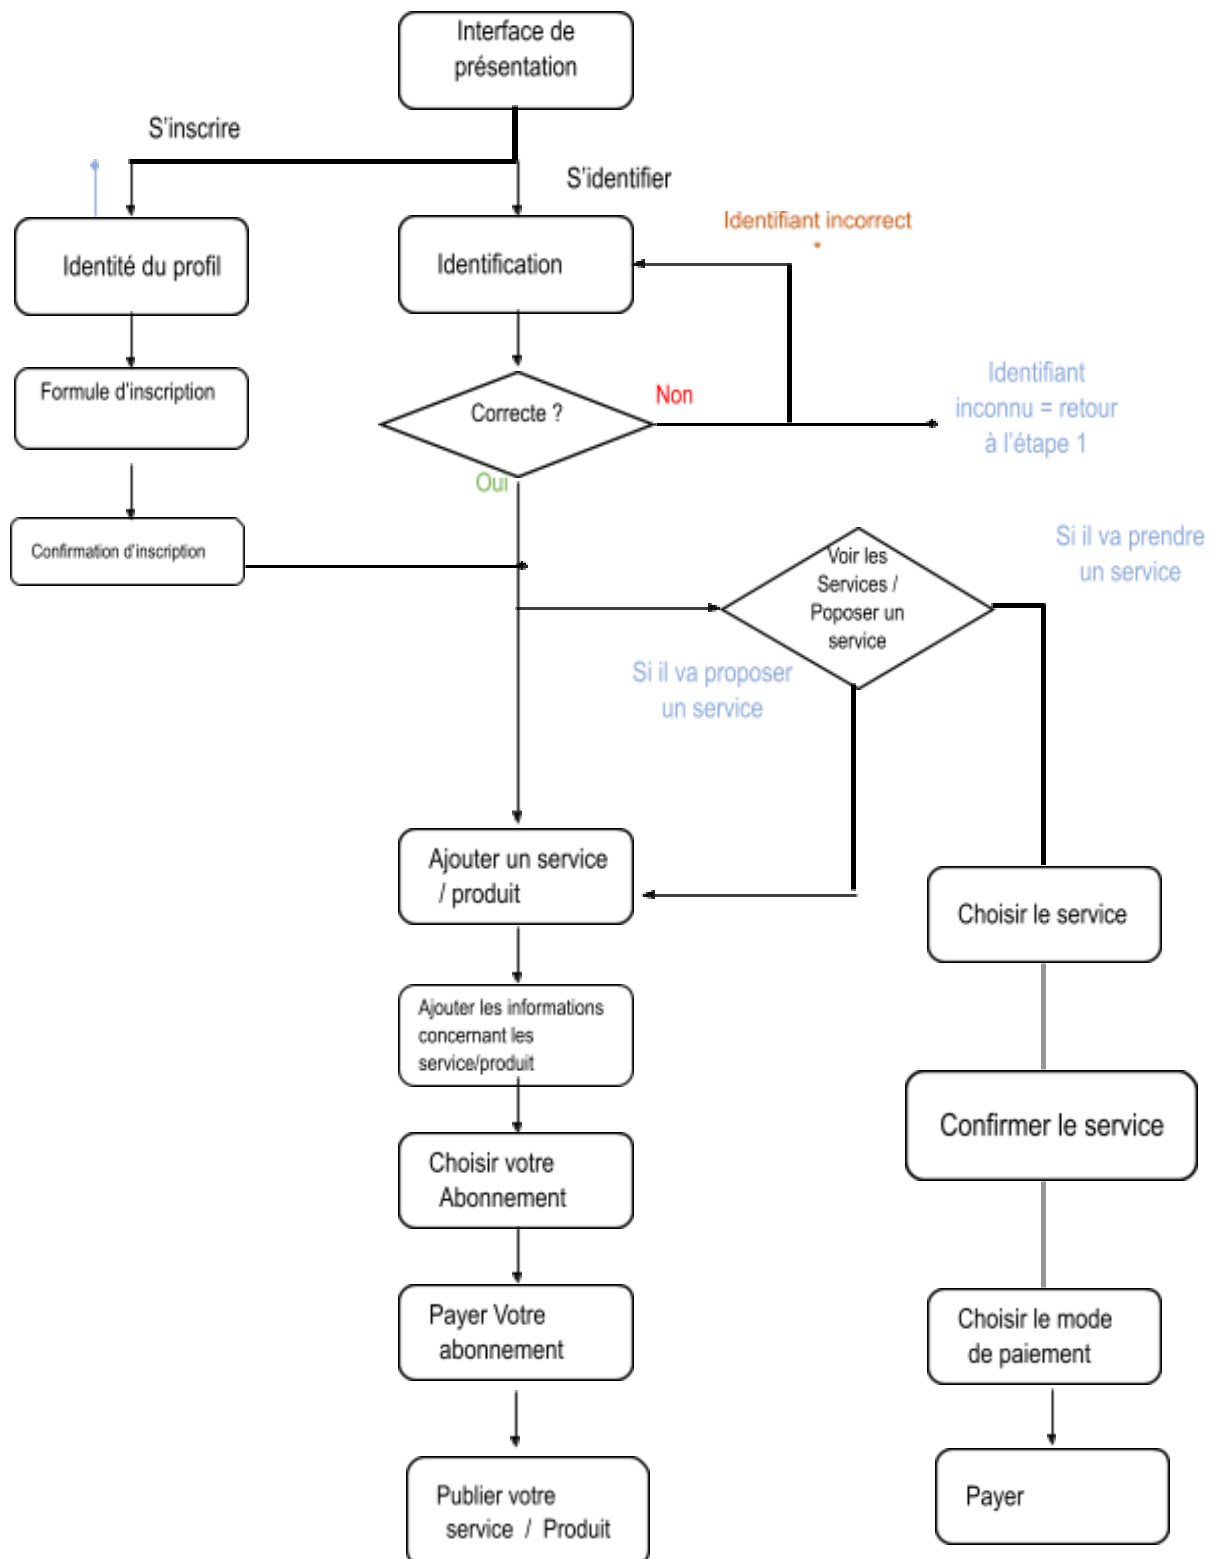 Interface de
présentation
S'inscrire
S'identifier
Identifiant incorrect
*
Identité du profil
Identification
Formule d'inscription
Correcte ?
Non
Identifiant
inconnu = retour
à l'étape 1
Oui
Confirmation d'inscription
Voir les
Services /
Poposer un
service
Si il va prendre
un service
Si il va proposer
un service
Ajouter un service
/ produit
Choisir le service
Ajouter les informations
concernant les
service/produit
Confirmer le service
Choisir votre
Abonnement
Payer Votre
abonnement
Choisir le mode
de paiement
Publier votre
service / Produit
Payer